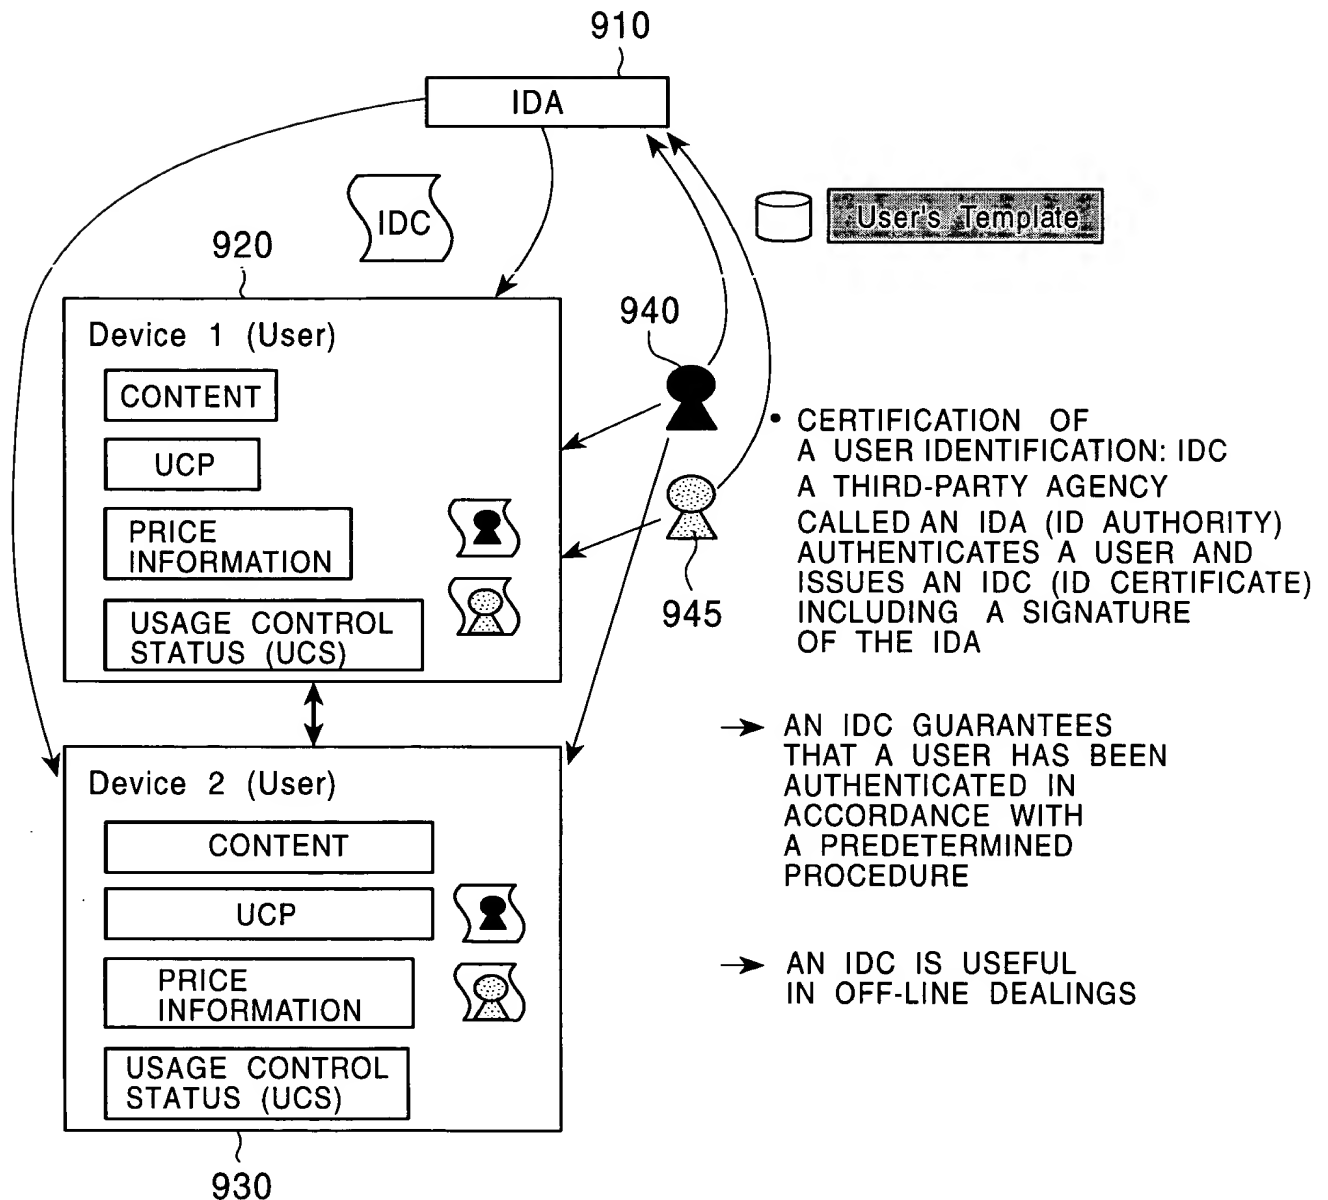 910
IDA
IDC
User's Template
920
940
Device 1 (User)
CONTENT
UCP
PRICE
INFORMATION
USAGE CONTROL
STATUS (UCS)
945
• CERTIFICATION OF
A USER IDENTIFICATION: IDC
A THIRD-PARTY AGENCY
CALLED AN IDA (ID AUTHORITY)
AUTHENTICATES A USER AND
ISSUES AN IDC (ID CERTIFICATE)
INCLUDING A SIGNATURE
OF THE IDA
→ AN IDC GUARANTEES
THAT A USER HAS BEEN
AUTHENTICATED IN
ACCORDANCE WITH
A PREDETERMINED
PROCEDURE
→ AN IDC IS USEFUL
IN OFF-LINE DEALINGS
Device 2 (User)
CONTENT
UCP
PRICE
INFORMATION
USAGE CONTROL
STATUS (UCS)
930